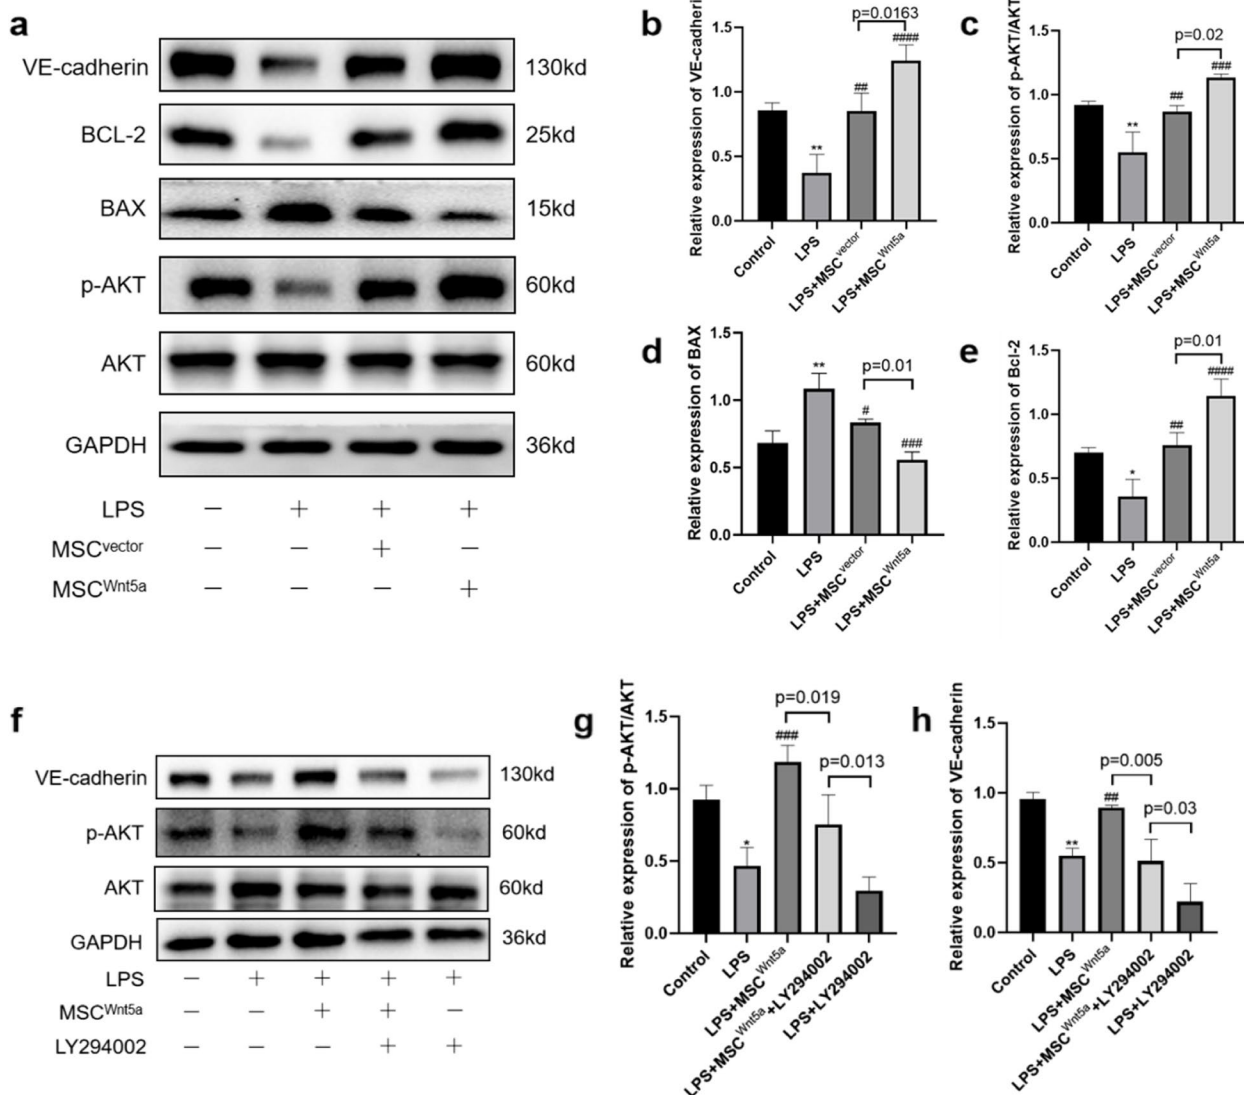 a
VE-cadherin 130kd
BCL-2 25kd
BAX 15kd
p-AKT 60kd
AKT 60kd
GAPDH 36kd
LPS − + + +
MSCvector − − + −
MSCWnt5a − − − +
b
Relative expression of VE-cadherin
1.5
1.0
0.5
0.0
**
##
####
p=0.0163
Control
LPS
LPS+MSCvector
LPS+MSCWnt5a
c
Relative expression of p-AKT/AKT
1.5
1.0
0.5
0.0
**
##
###
p=0.02
Control
LPS
LPS+MSCvector
LPS+MSCWnt5a
d
Relative expression of BAX
1.5
1.0
0.5
0.0
**
#
###
p=0.01
Control
LPS
LPS+MSCvector
LPS+MSCWnt5a
e
Relative expression of Bcl-2
1.5
1.0
0.5
0.0
*
##
####
p=0.01
Control
LPS
LPS+MSCvector
LPS+MSCWnt5a
f
VE-cadherin 130kd
p-AKT 60kd
AKT 60kd
GAPDH 36kd
LPS − + + + +
MSCWnt5a − − + + −
LY294002 − − − + +
g
Relative expression of p-AKT/AKT
1.5
1.0
0.5
0.0
*
###
p=0.019
p=0.013
Control
LPS
LPS+MSCWnt5a
LPS+MSCWnt5a+LY294002
LPS+LY294002
h
Relative expression of VE-cadherin
1.5
1.0
0.5
0.0
**
##
p=0.005
p=0.03
Control
LPS
LPS+MSCWnt5a
LPS+MSCWnt5a+LY294002
LPS+LY294002